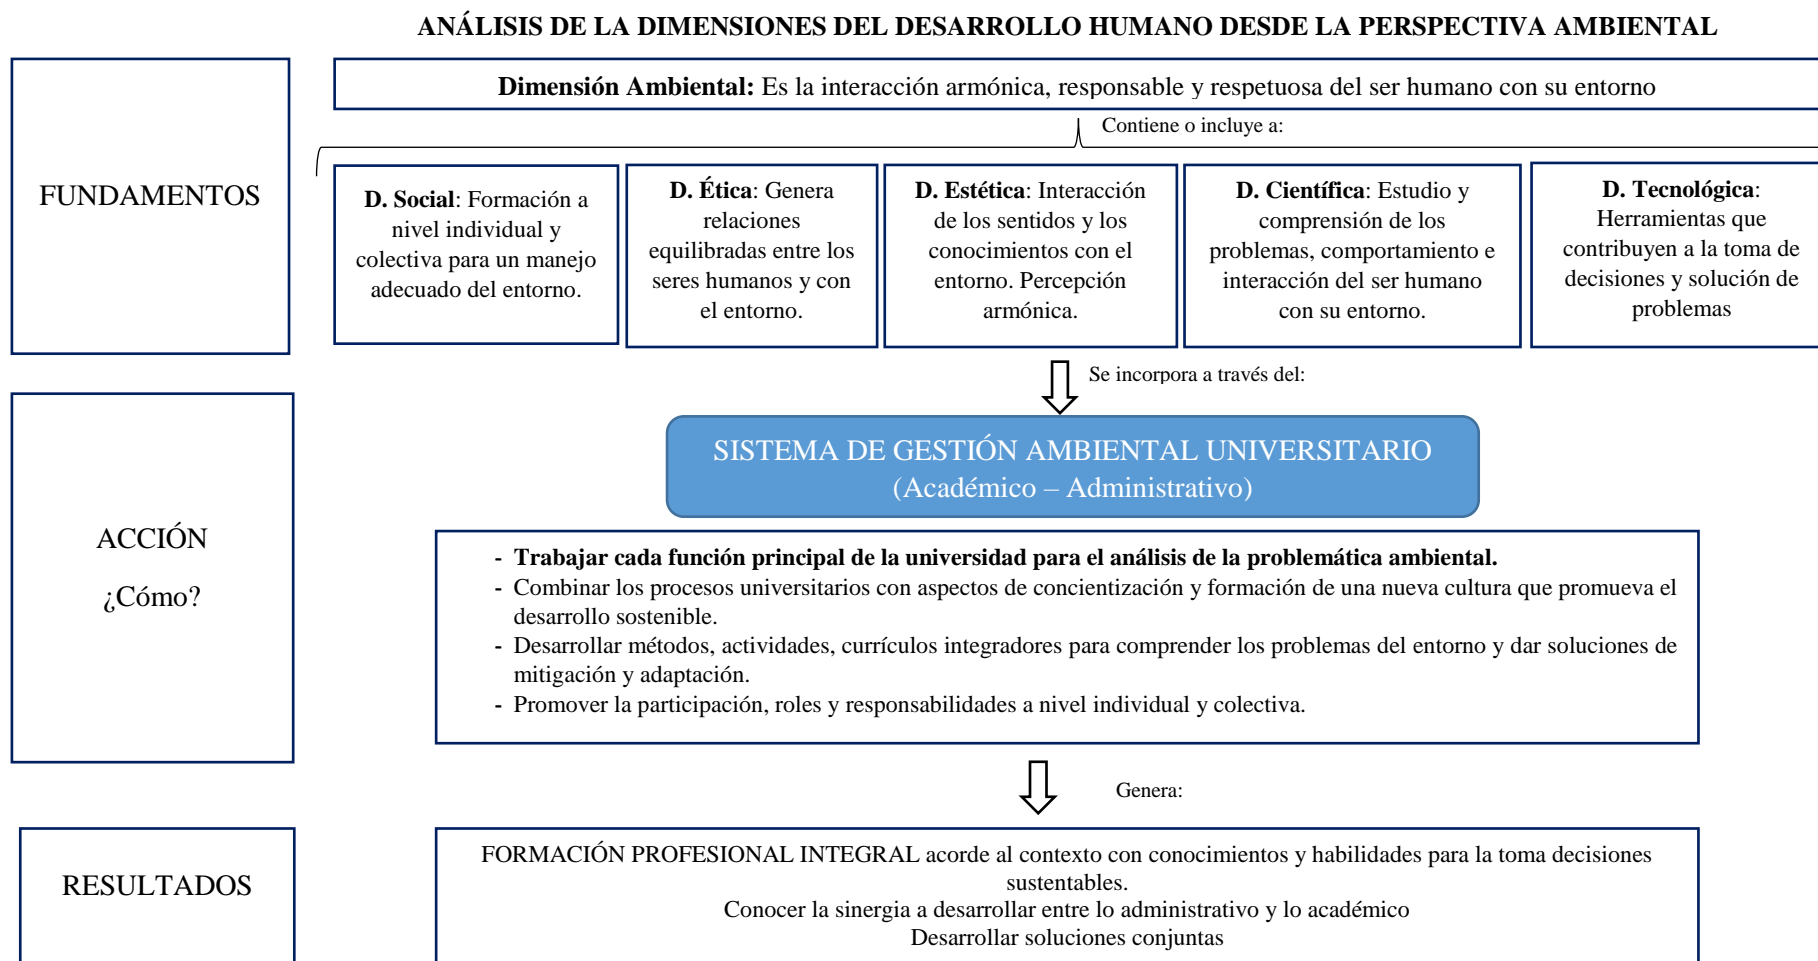 ANÁLISIS DE LA DIMENSIONES DEL DESARROLLO HUMANO DESDE LA PERSPECTIVA AMBIENTAL
FUNDAMENTOS
Dimensión Ambiental: Es la interacción armónica, responsable y respetuosa del ser humano con su entorno
Contiene o incluye a:
D. Social: Formación a
nivel individual y
colectiva para un manejo
adecuado del entorno.
D. Ética: Genera
relaciones
equilibradas entre los
seres humanos y con
el entorno.
D. Estética: Interacción
de los sentidos y los
conocimientos con el
entorno. Percepción
armónica.
D. Científica: Estudio y
comprensión de los
problemas, comportamiento e
interacción del ser humano
con su entorno.
D. Tecnológica:
Herramientas que
contribuyen a la toma de
decisiones y solución de
problemas
Se incorpora a través del:
ACCIÓN
¿Cómo?
SISTEMA DE GESTIÓN AMBIENTAL UNIVERSITARIO
(Académico – Administrativo)
- Trabajar cada función principal de la universidad para el análisis de la problemática ambiental.
- Combinar los procesos universitarios con aspectos de concientización y formación de una nueva cultura que promueva el
desarrollo sostenible.
- Desarrollar métodos, actividades, currículos integradores para comprender los problemas del entorno y dar soluciones de
mitigación y adaptación.
- Promover la participación, roles y responsabilidades a nivel individual y colectiva.
Genera:
RESULTADOS
FORMACIÓN PROFESIONAL INTEGRAL acorde al contexto con conocimientos y habilidades para la toma decisiones
sustentables.
Conocer la sinergia a desarrollar entre lo administrativo y lo académico
Desarrollar soluciones conjuntas